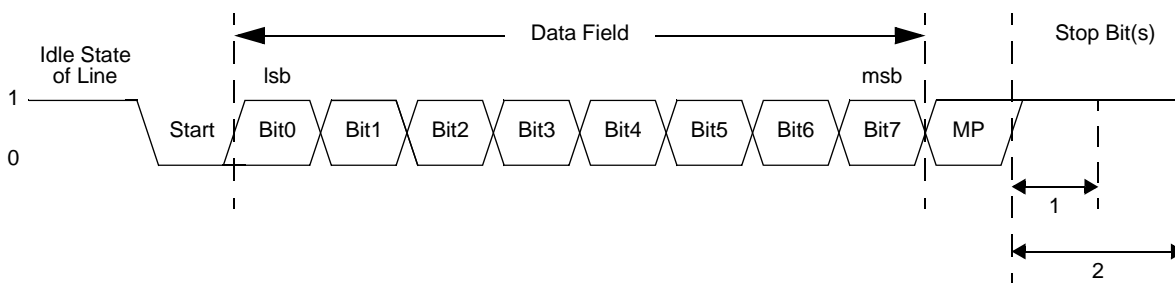 Data Field
Stop Bit(s)
Idle State
of Line
lsb
msb
1
Start
Bit0
Bit1
Bit2
Bit3
Bit4
Bit5
Bit6
Bit7
MP
0
1
2